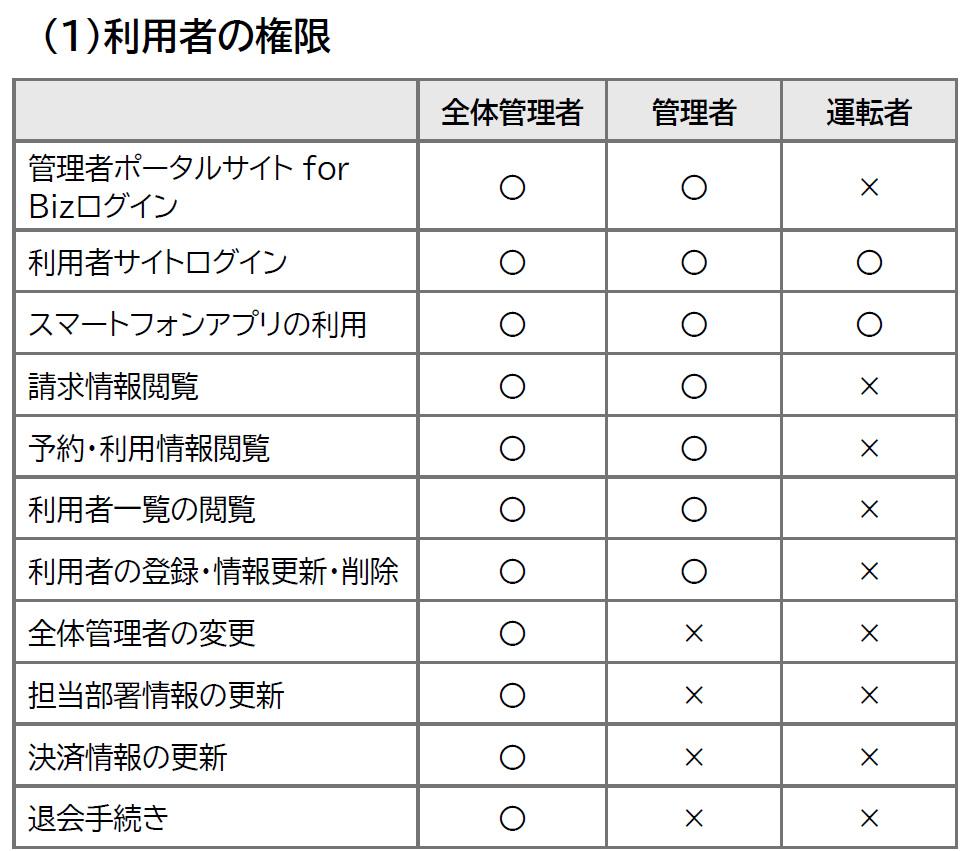 （1）利用者の権限
全体管理者 管理者 運転者
管理者ポータルサイト for
Bizログイン 〇 〇 ×
利用者サイトログイン 〇 〇 〇
スマートフォンアプリの利用 〇 〇 〇
請求情報閲覧 〇 〇 ×
予約・利用情報閲覧 〇 〇 ×
利用者一覧の閲覧 〇 〇 ×
利用者の登録・情報更新・削除 〇 〇 ×
全体管理者の変更 〇 × ×
担当部署情報の更新 〇 × ×
決済情報の更新 〇 × ×
退会手続き 〇 × ×